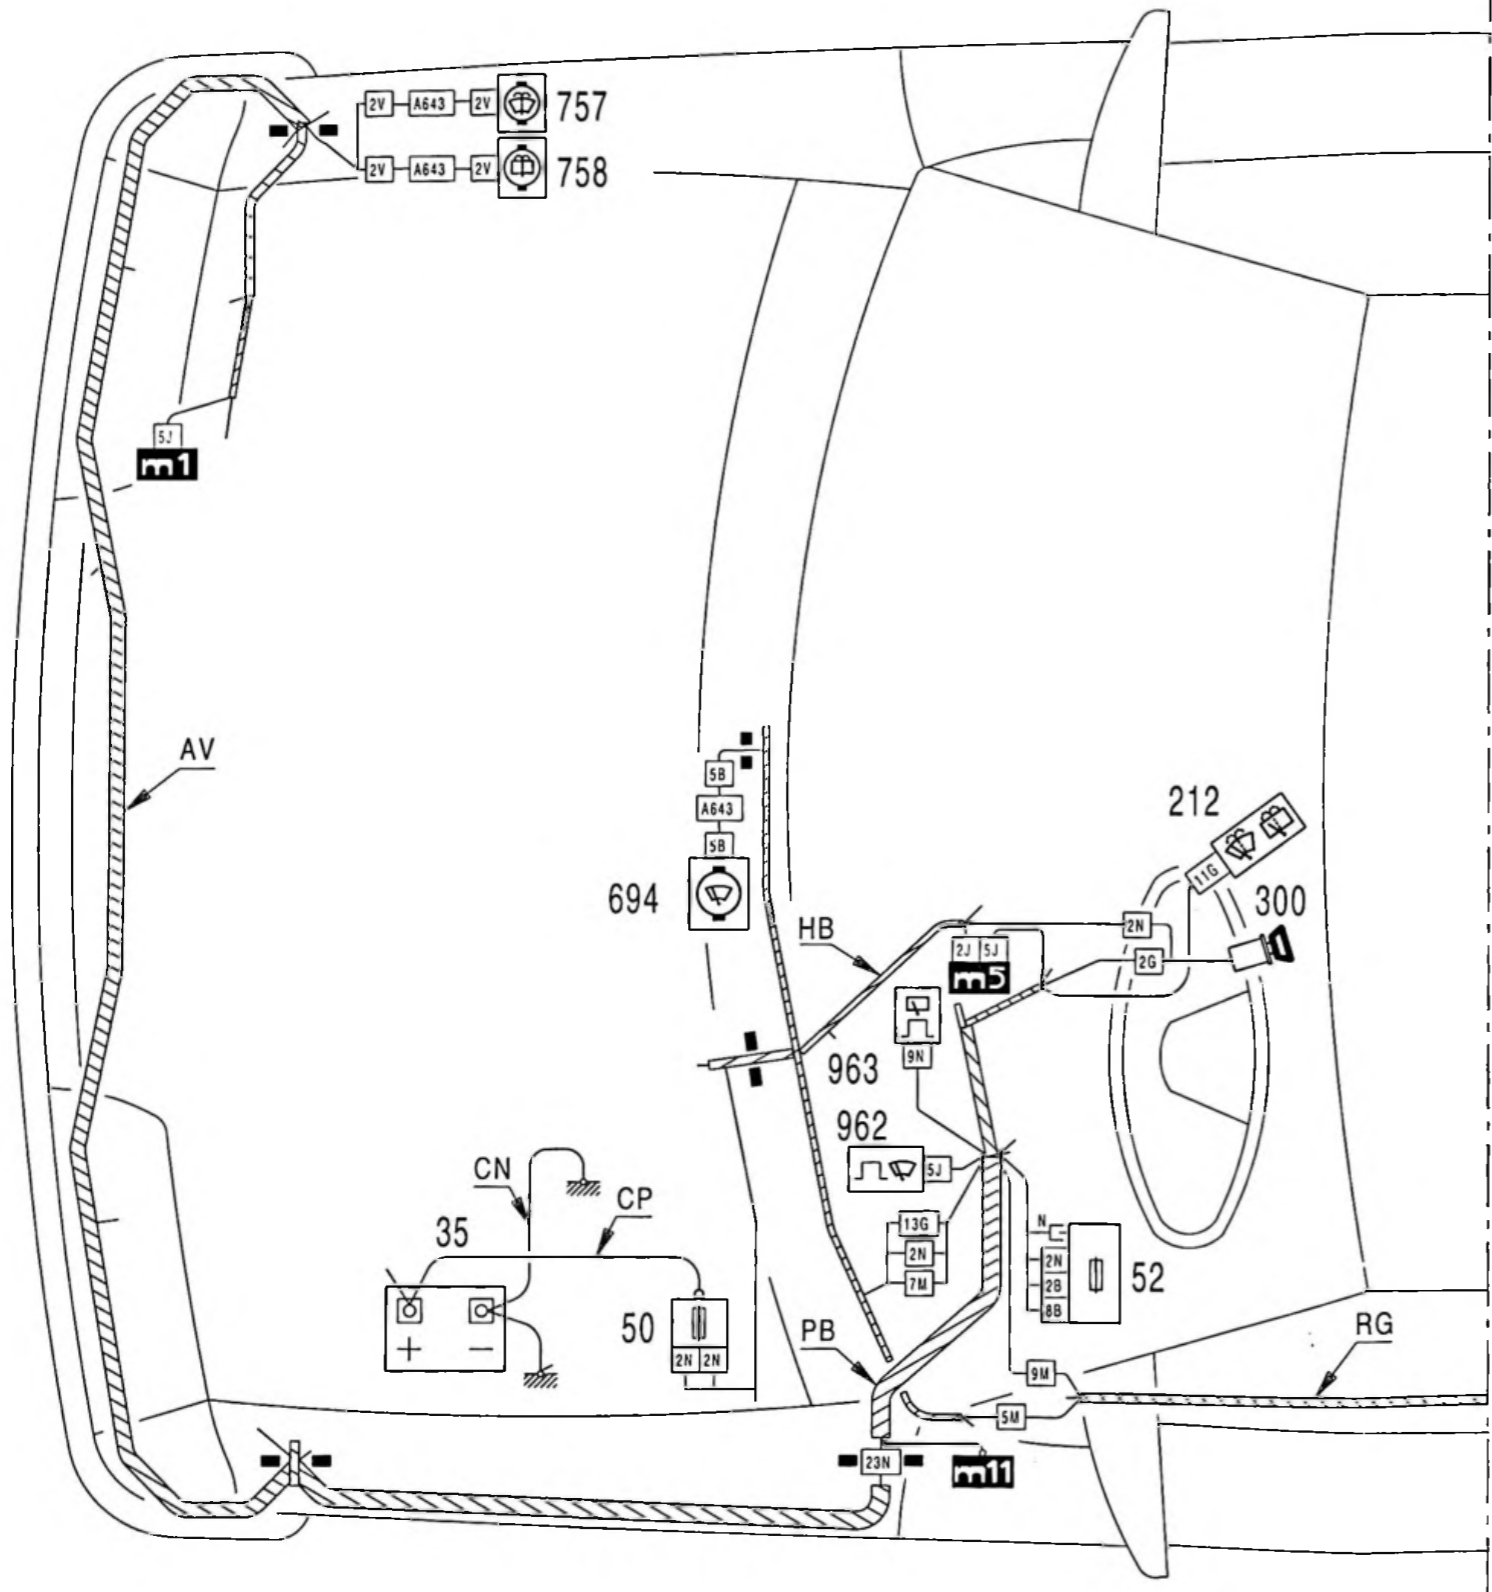 2V A643 2V 757
2V A643 2V 758
5J
m1
AV
5B
A643
5B
694
212
11G
300
HB
2N
2J 5J
2G
m5
9N
963
962
5J
CN
CP
35
13G
2N
7M
N
2N
2B
8B
52
50
+ −
2N 2N
PB
RG
9M
5M
23N
m11